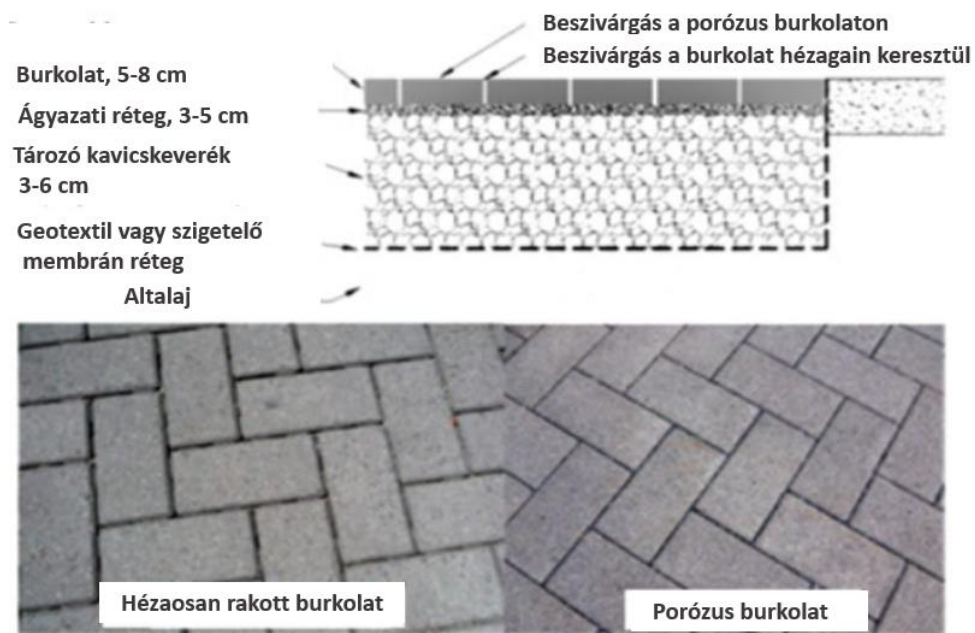 Beszivárgás a porózus burkolaton
Beszivárgás a burkolat hézagain keresztül
Burkolat, 5-8 cm
Ágyazati réteg, 3-5 cm
Tározó kavicskeverék
3-6 cm
Geotextil vagy szigetelő
membrán réteg
Altalaj
Hézaosan rakott burkolat
Porózus burkolat